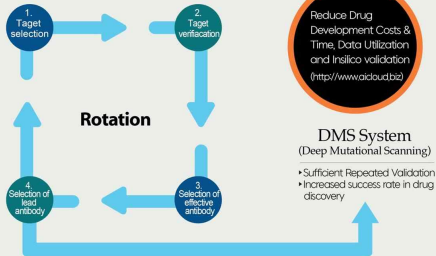 1.
Taget
selection
2.
Taget
verifiacation
Rotation
4.
Selection of
lead
antibody
3.
Selection of
effective
antibody
Reduce Drug
Development Costs &
Time, Data Utilization
and Insilico validation
(http://www.aicloud.biz)
DMS System
(Deep Mutational Scanning)
▸Sufficient Repeated Validation
▸Increased success rate in drug
discovery